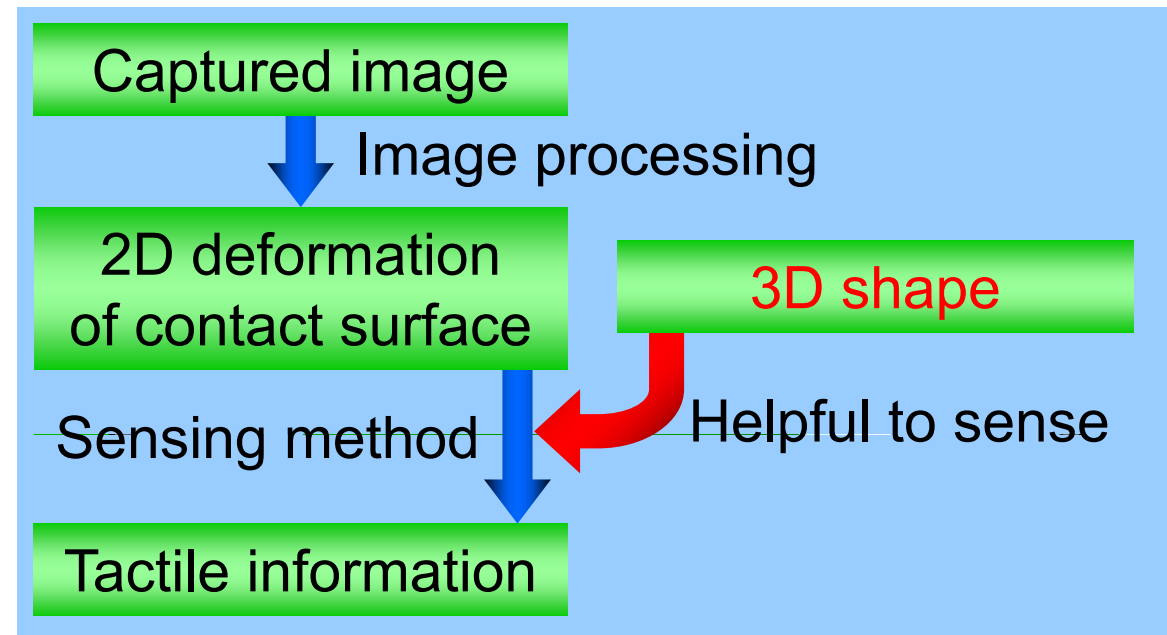 Captured image
Image processing
2D deformation
of contact surface
3D shape
Sensing method
Helpful to sense
Tactile information